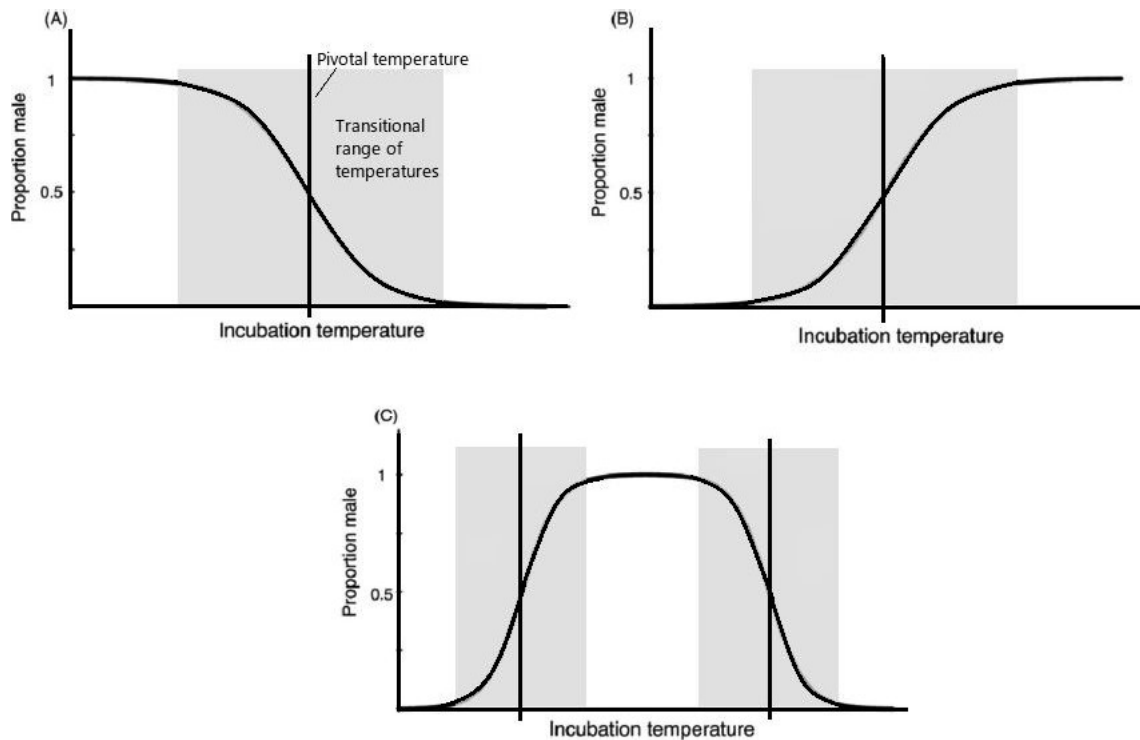 (A)
Pivotal temperature
1
Transitional
range of
temperatures
0.5
Proportion male
Incubation temperature
(B)
1
0.5
Proportion male
Incubation temperature
(C)
1
0.5
Proportion male
Incubation temperature